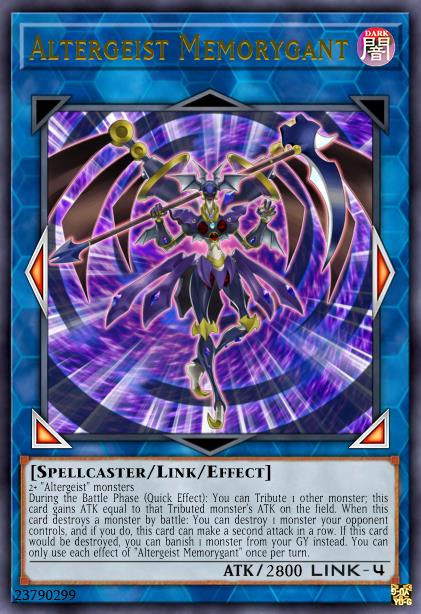 ALTERGEIST MEMORYGANT
DARK
闇
[SPELLCASTER/LINK/EFFECT]
2+ "Altergeist" monsters
During the Battle Phase (Quick Effect): You can Tribute 1 other monster; this
card gains ATK equal to that Tributed monster's ATK on the field. When this
card destroys a monster by battle: You can destroy 1 monster your opponent
controls, and if you do, this card can make a second attack in a row. If this card
would be destroyed, you can banish 1 monster from your GY instead. You can
only use each effect of "Altergeist Memorygant" once per turn.
ATK/2800 LINK-4
23790299